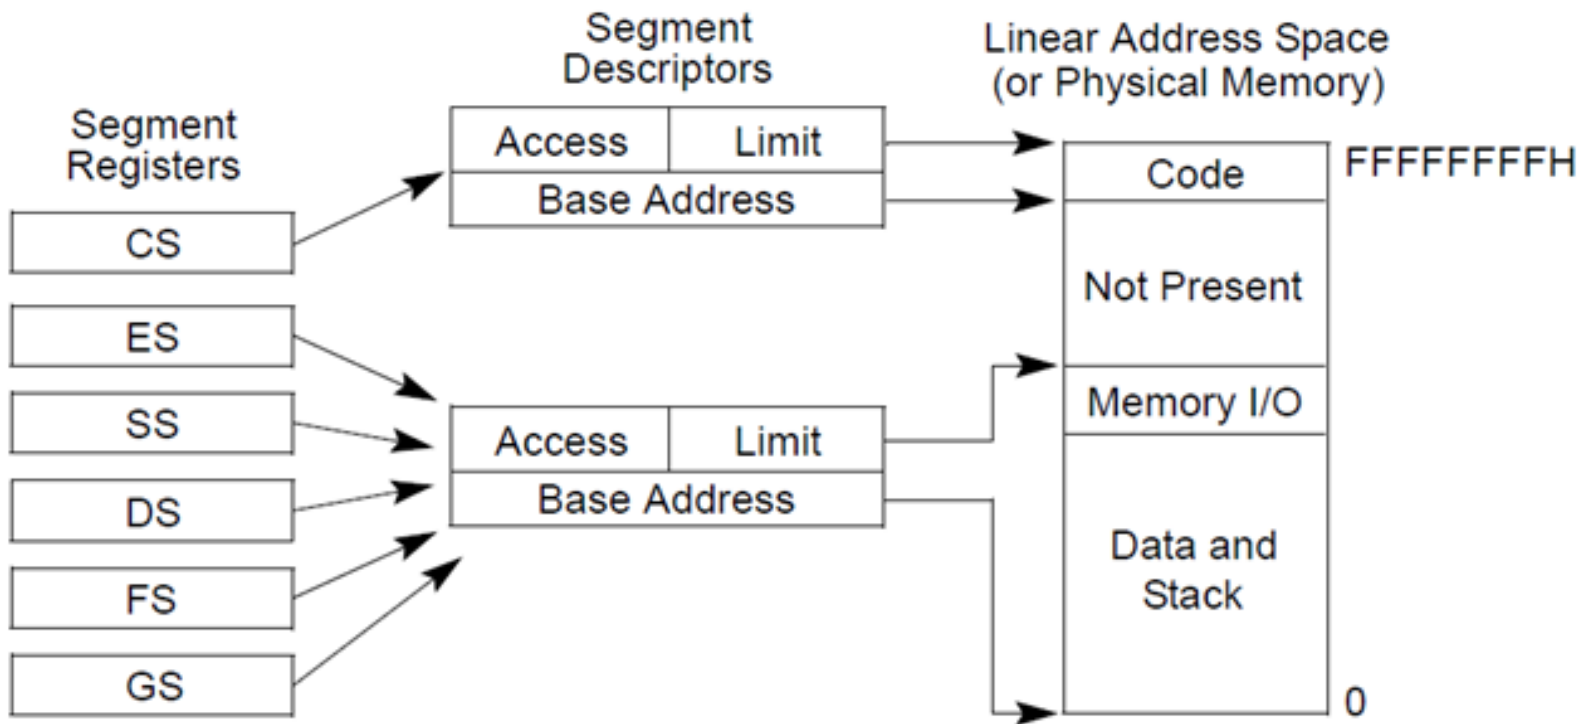 Segment
Registers
CS
ES
SS
DS
FS
GS
Segment
Descriptors
Access
Limit
Base Address
Access
Limit
Base Address
Linear Address Space
(or Physical Memory)
Code
FFFFFFFFH
Not Present
Memory I/O
Data and
Stack
0